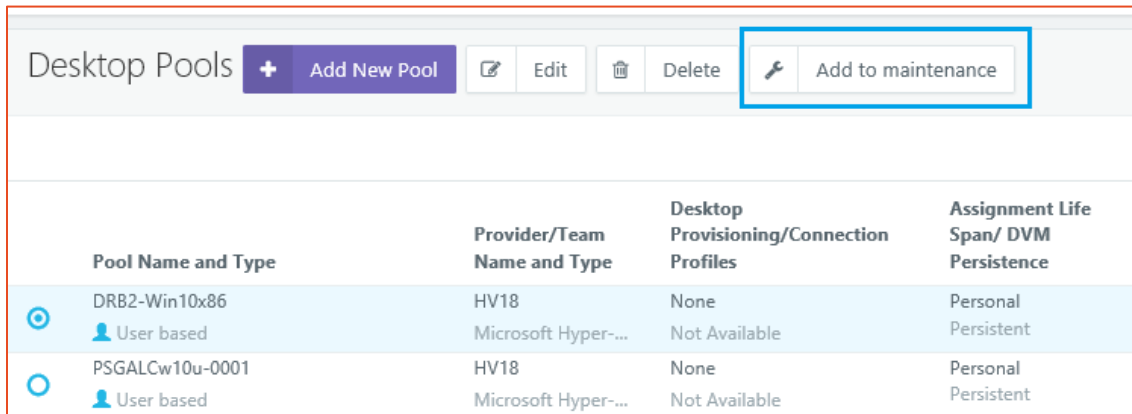 Desktop Pools + Add New Pool Edit Delete Add to maintenance
Desktop Assignment Life
Provider/Team Provisioning/Connection Span/ DVM
Pool Name and Type Name and Type Profiles Persistence
DRB2-Win10x86 HV18 None Personal
User based Microsoft Hyper-... Not Available Persistent
PSGALCw10u-0001 HV18 None Personal
User based Microsoft Hyper-... Not Available Persistent